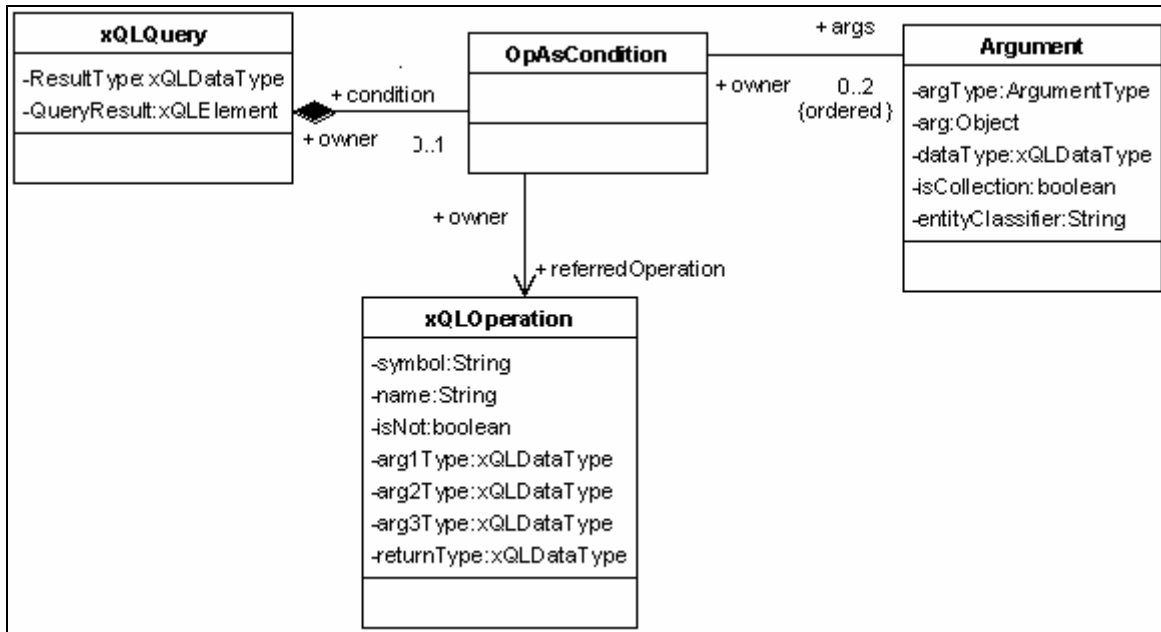 xQLQuery
-ResultType:xQLDataType
-QueryResult:xQLElement
+ condition
+ owner
0..1
OpAsCondition
+ args
+ owner
0..2
{ordered}
Argument
-argType:ArgumentType
-arg:Object
-dataType:xQLDataType
-isCollection:boolean
-entityClassifier:String
+ owner
+ referredOperation
xQLOperation
-symbol:String
-name:String
-isNot:boolean
-arg1Type:xQLDataType
-arg2Type:xQLDataType
-arg3Type:xQLDataType
-returnType:xQLDataType